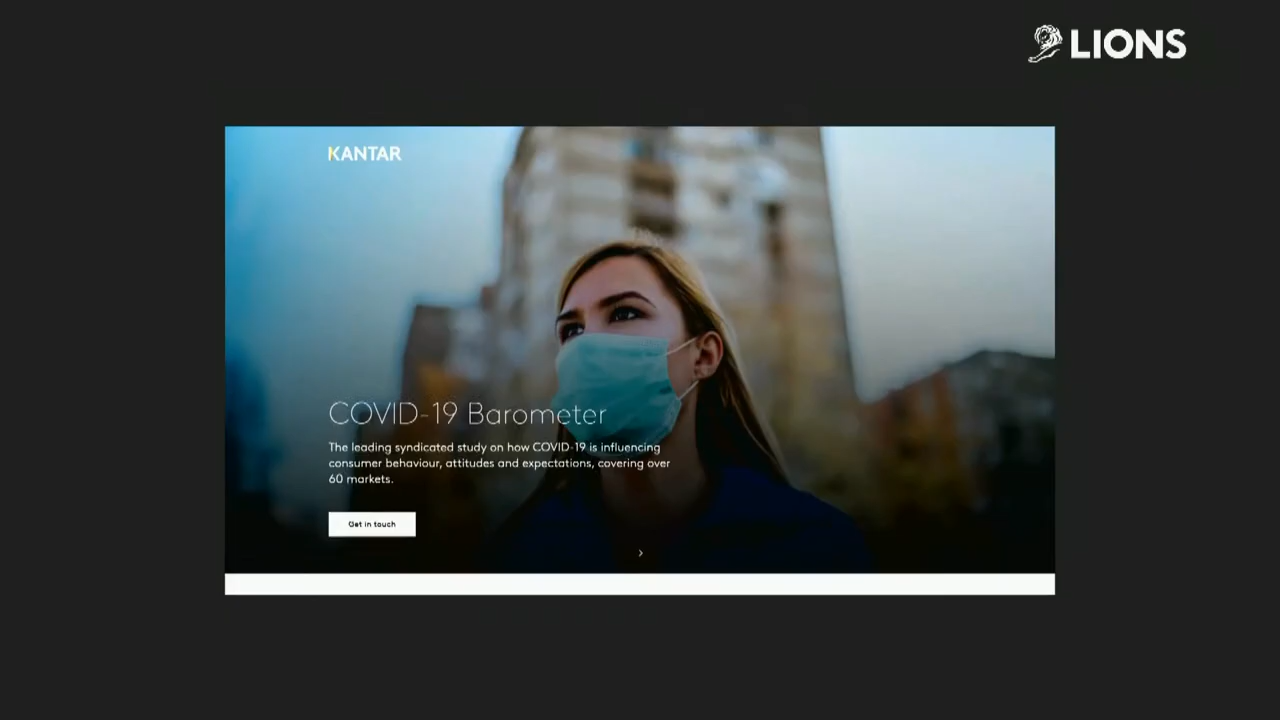 LIONS
KANTAR
COVID-19 Barometer
The leading syndicated study on how COVID-19 is influencing
consumer behaviour, attitudes and expectations, covering over
60 markets.
Get in touch